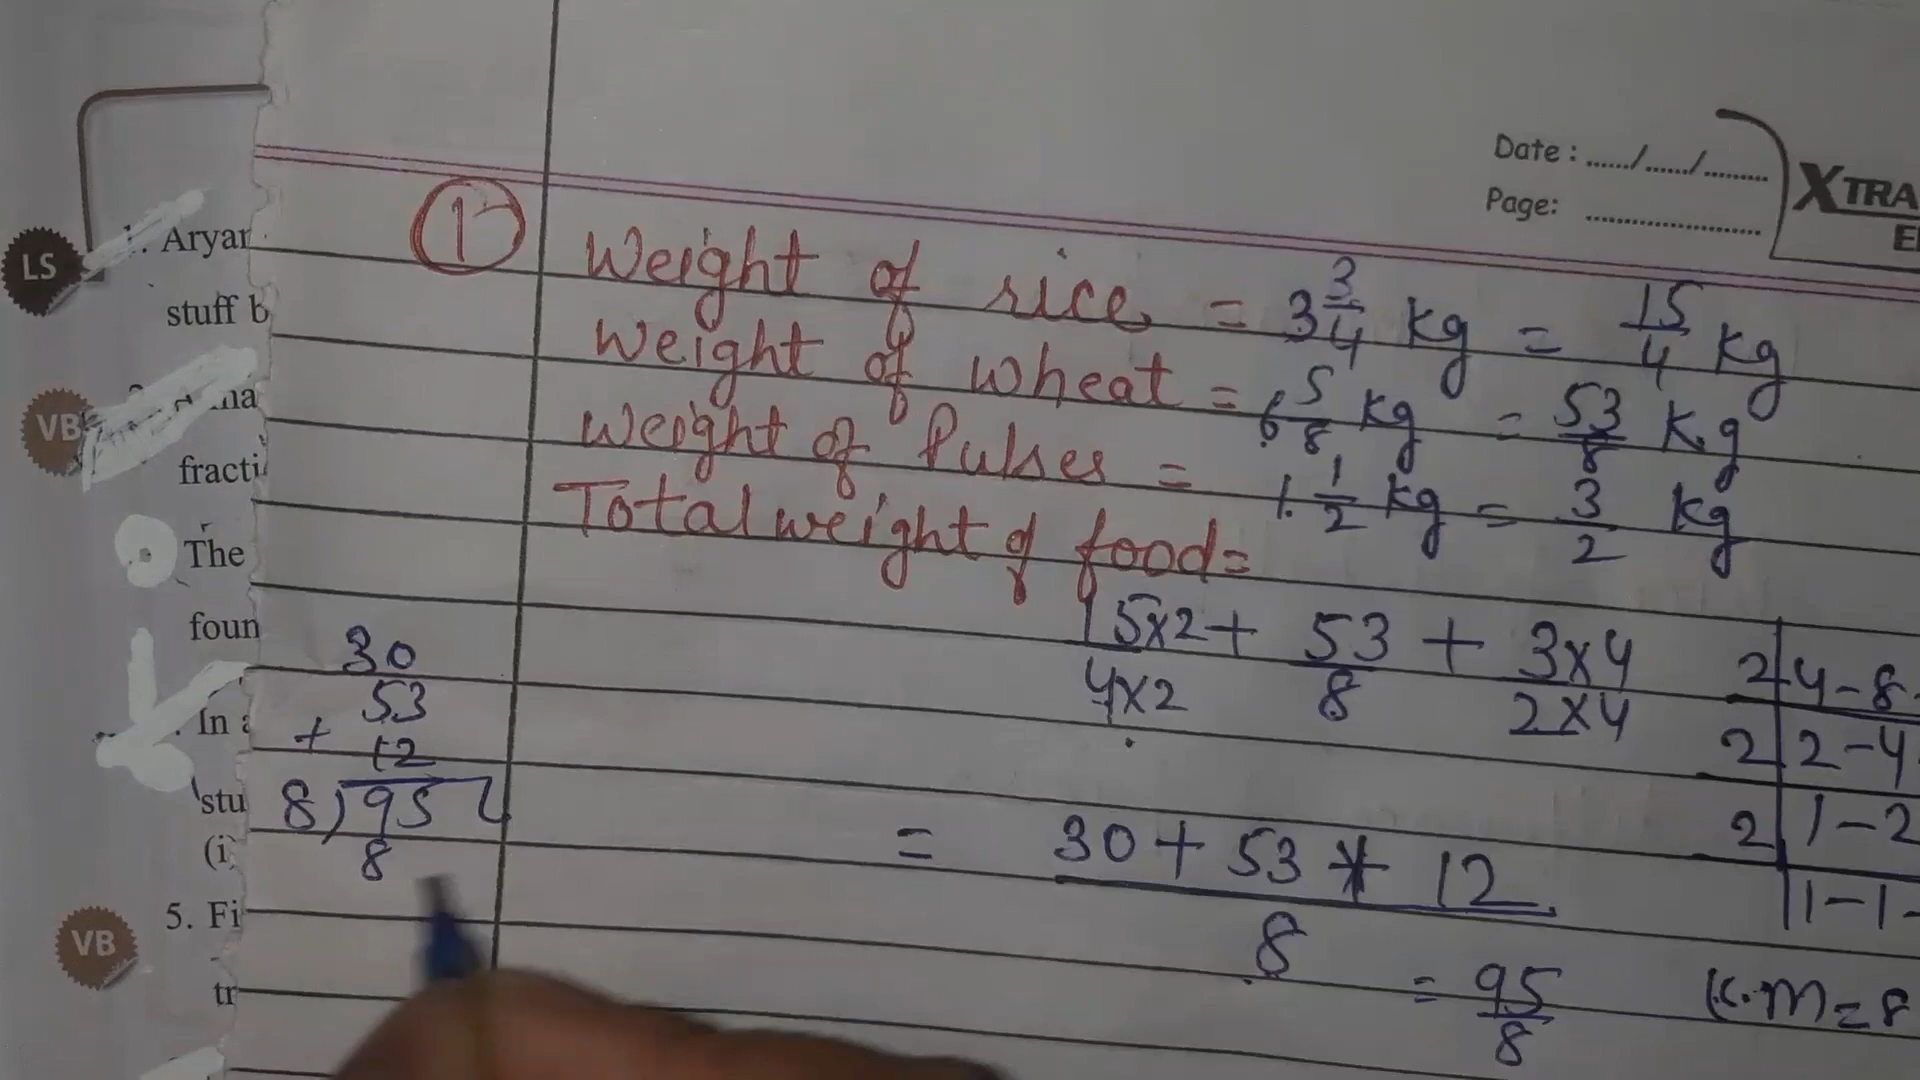 Date : ....../....../.........
Page: .....................
XTRA
LS
1. Aryan
stuff b
VB
fracti
The
foun
In a
stu
(i)
VB
5. Fi
tr
① Weight of rice = 3 3/4 kg = 15/4 kg
Weight of wheat = 6 5/8 kg = 53/8 kg
Weight of Pulses = 1 1/2 kg = 3/2 kg
Total weight of food =
15×2/4×2 + 53/8 + 3×4/2×4
= 30 + 53 + 12 / 8
= 95/8
30
53
+ 12
8) 95 (
8
2 | 4 - 8 -
2 | 2 - 4 -
2 | 1 - 2
| 1 - 1 -
L.C.M = 8